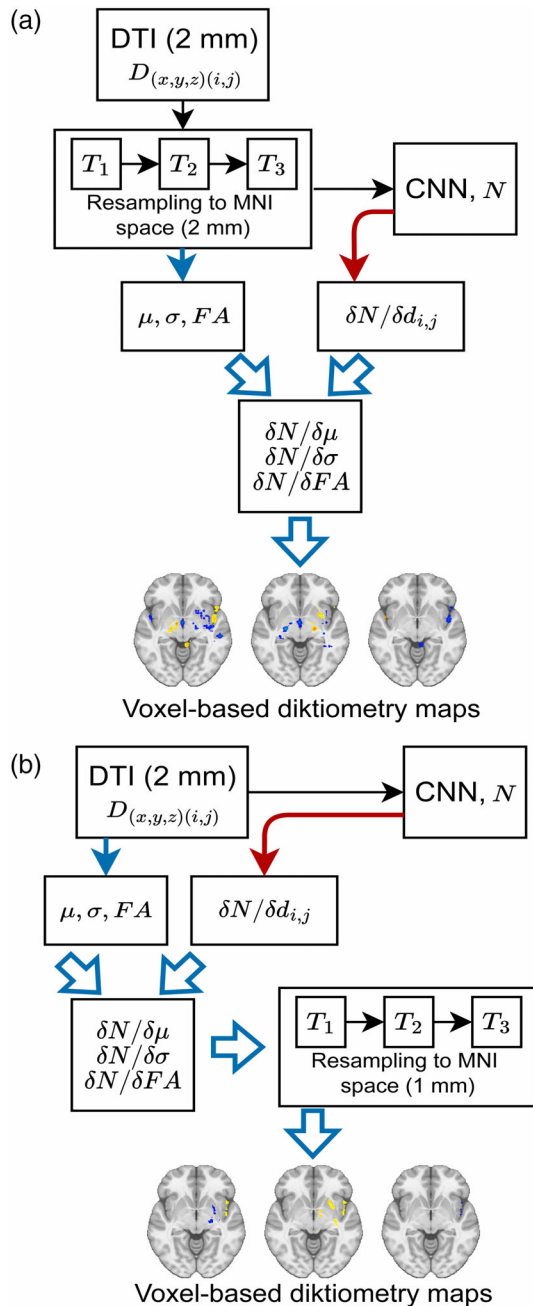 (a)
DTI (2 mm)
D(x,y,z)(i,j)
T1 T2 T3
Resampling to MNI
space (2 mm)
CNN, N
μ, σ, FA
δN/δd i,j
δN/δμ
δN/δσ
δN/δFA
Voxel-based diktiometry maps
(b)
DTI (2 mm)
D(x,y,z)(i,j)
CNN, N
μ, σ, FA
δN/δd i,j
δN/δμ
δN/δσ
δN/δFA
T1 T2 T3
Resampling to MNI
space (1 mm)
Voxel-based diktiometry maps